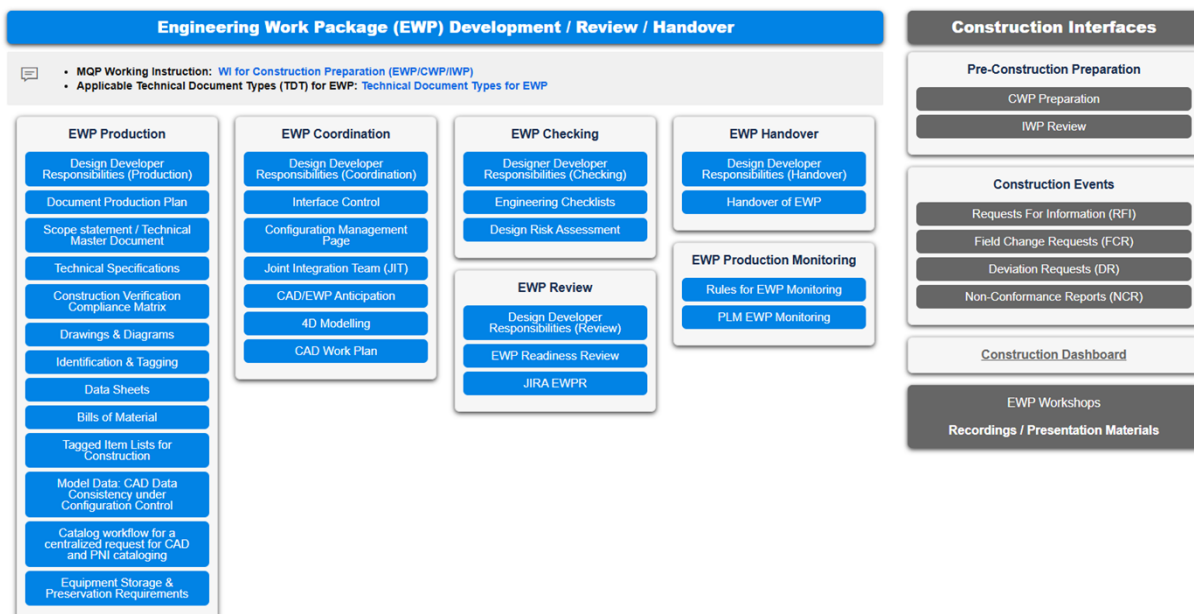 Engineering Work Package (EWP) Development / Review / Handover
MQP Working Instruction: WI for Construction Preparation (EWP/CWP/IWP)
Applicable Technical Document Types (TDT) for EWP: Technical Document Types for EWP
EWP Production
Design Developer
Responsibilities (Production)
Document Production Plan
Scope statement / Technical
Master Document
Technical Specifications
Construction Verification
Compliance Matrix
Drawings & Diagrams
Identification & Tagging
Data Sheets
Bills of Material
Tagged Item Lists for
Construction
Model Data: CAD Data
Consistency under
Configuration Control
Catalog workflow for a
centralized request for CAD
and PNI cataloging
Equipment Storage &
Preservation Requirements
EWP Coordination
Design Developer
Responsibilities (Coordination)
Interface Control
Configuration Management
Page
Joint Integration Team (JIT)
CAD/EWP Anticipation
4D Modelling
CAD Work Plan
EWP Checking
Designer Developer
Responsibilities (Checking)
Engineering Checklists
Design Risk Assessment
EWP Review
Design Developer
Responsibilities (Review)
EWP Readiness Review
JIRA EWPR
EWP Handover
Design Developer
Responsibilities (Handover)
Handover of EWP
EWP Production Monitoring
Rules for EWP Monitoring
PLM EWP Monitoring
Construction Interfaces
Pre-Construction Preparation
CWP Preparation
IWP Review
Construction Events
Requests For Information (RFI)
Field Change Requests (FCR)
Deviation Requests (DR)
Non-Conformance Reports (NCR)
Construction Dashboard
EWP Workshops
Recordings / Presentation Materials